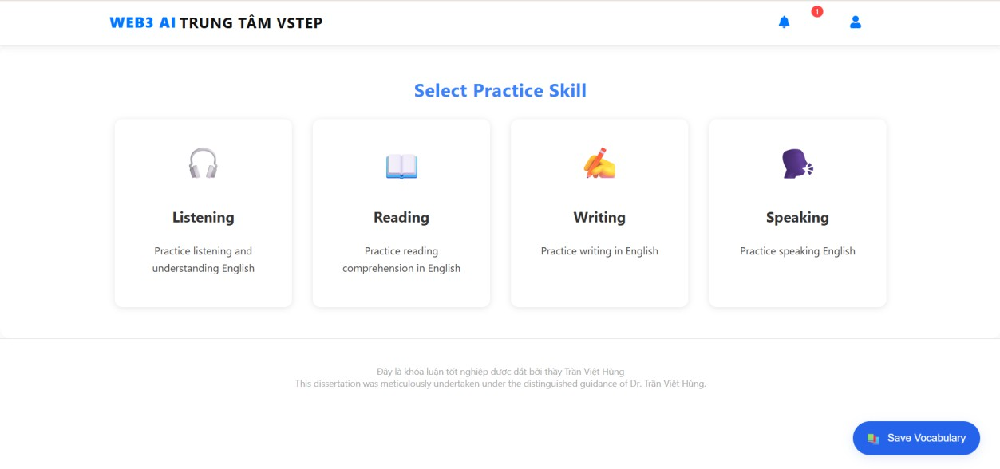 WEB3 AI TRUNG TÂM VSTEP
1
Select Practice Skill
Listening
Practice listening and
understanding English
Reading
Practice reading
comprehension in English
Writing
Practice writing in English
Speaking
Practice speaking English
Đây là khóa luận tốt nghiệp được dắt bởi thầy Trần Việt Hùng
This dissertation was meticulously undertaken under the distinguished guidance of Dr. Trần Việt Hùng.
Save Vocabulary